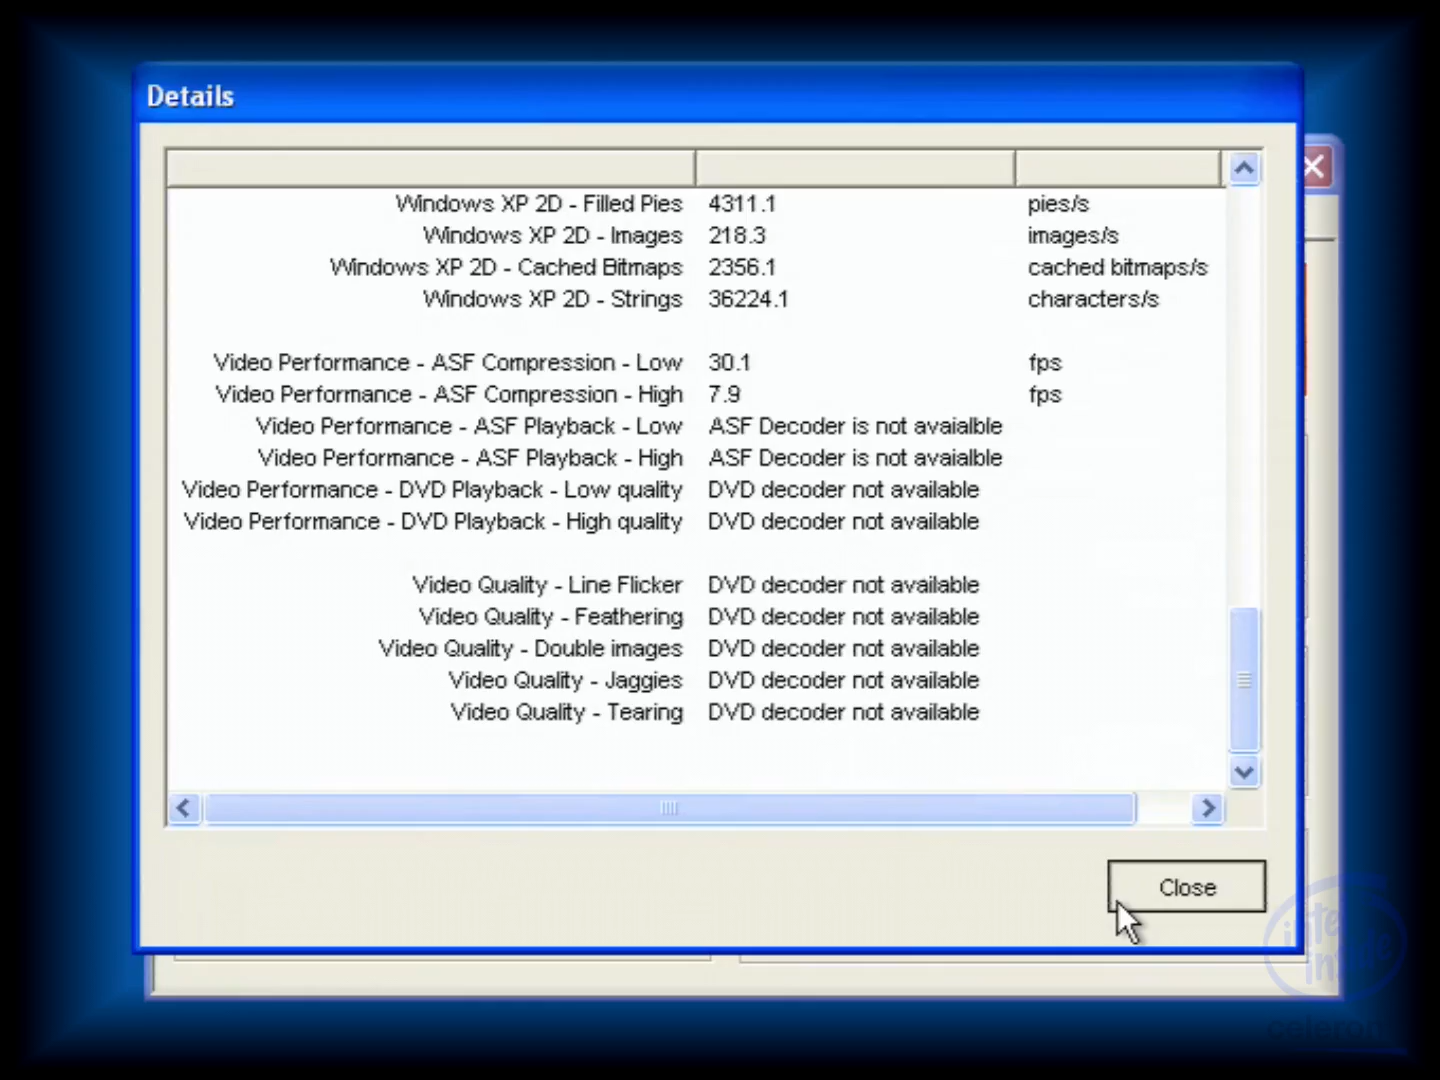 Details
Windows XP 2D - Filled Pies 4311.1 pies/s
Windows XP 2D - Images 218.3 images/s
Windows XP 2D - Cached Bitmaps 2356.1 cached bitmaps/s
Windows XP 2D - Strings 36224.1 characters/s
Video Performance - ASF Compression - Low 30.1 fps
Video Performance - ASF Compression - High 7.9 fps
Video Performance - ASF Playback - Low ASF Decoder is not avaialble
Video Performance - ASF Playback - High ASF Decoder is not avaialble
Video Performance - DVD Playback - Low quality DVD decoder not available
Video Performance - DVD Playback - High quality DVD decoder not available
Video Quality - Line Flicker DVD decoder not available
Video Quality - Feathering DVD decoder not available
Video Quality - Double images DVD decoder not available
Video Quality - Jaggies DVD decoder not available
Video Quality - Tearing DVD decoder not available
Close
intel
inside
celeron